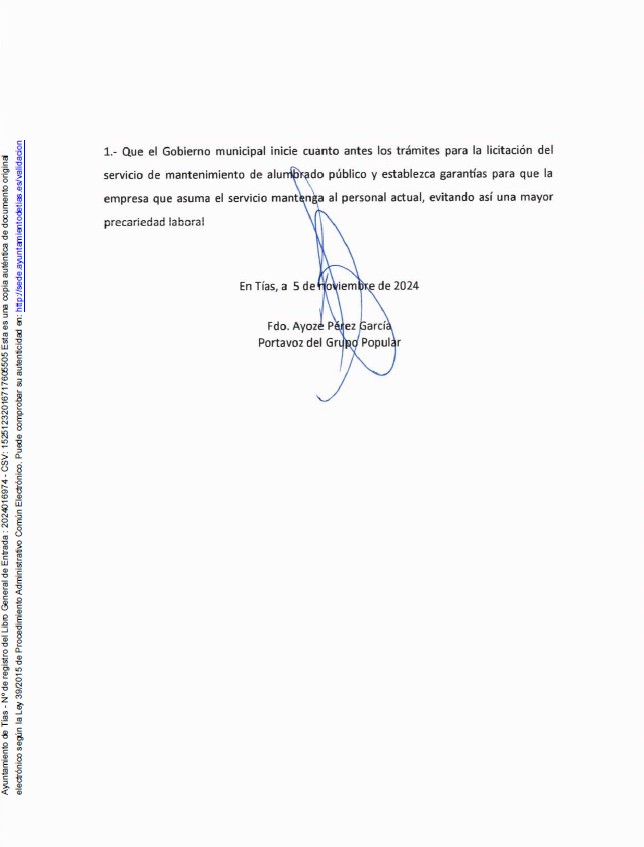 1.- Que el Gobierno municipal inicie cuanto antes los trámites para la licitación del
servicio de mantenimiento de alumbrado público y establezca garantías para que la
empresa que asuma el servicio mantenga al personal actual, evitando así una mayor
precariedad laboral
En Tías, a 5 de noviembre de 2024
Fdo. Ayoze Pérez García
Portavoz del Grupo Popular
Ayuntamiento de Tías - Nº de registro del Libro General de Entrada : 2024016974 - CSV: 15251232016717605505 Esta es una copia auténtica de documento original
electrónico según la Ley 39/2015 de Procedimiento Administrativo Común Electrónico. Puede comprobar su autenticidad en: http://sede.ayuntamientodetias.es/validacion